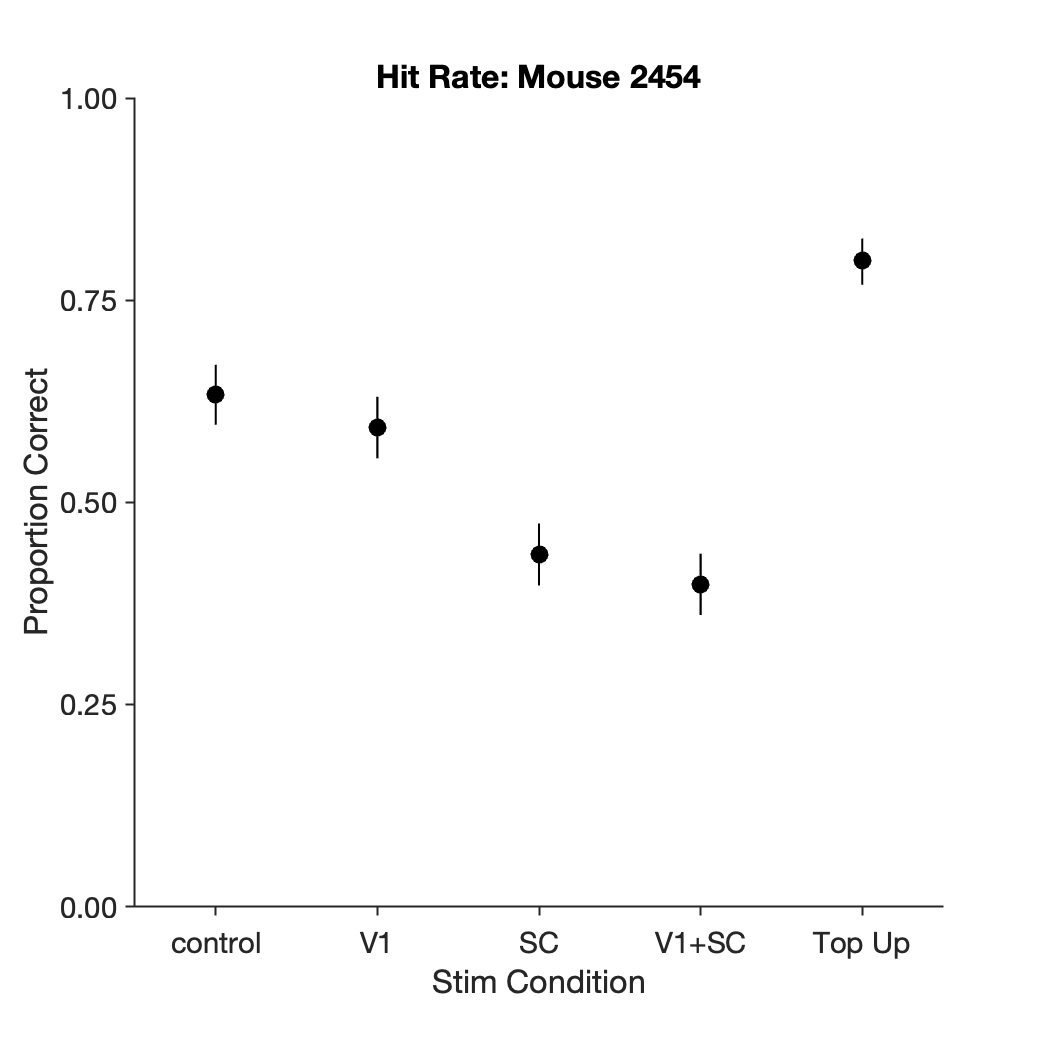 Hit Rate: Mouse 2454
1.00
0.75
0.50
0.25
0.00
Proportion Correct
control V1 SC V1+SC Top Up
Stim Condition